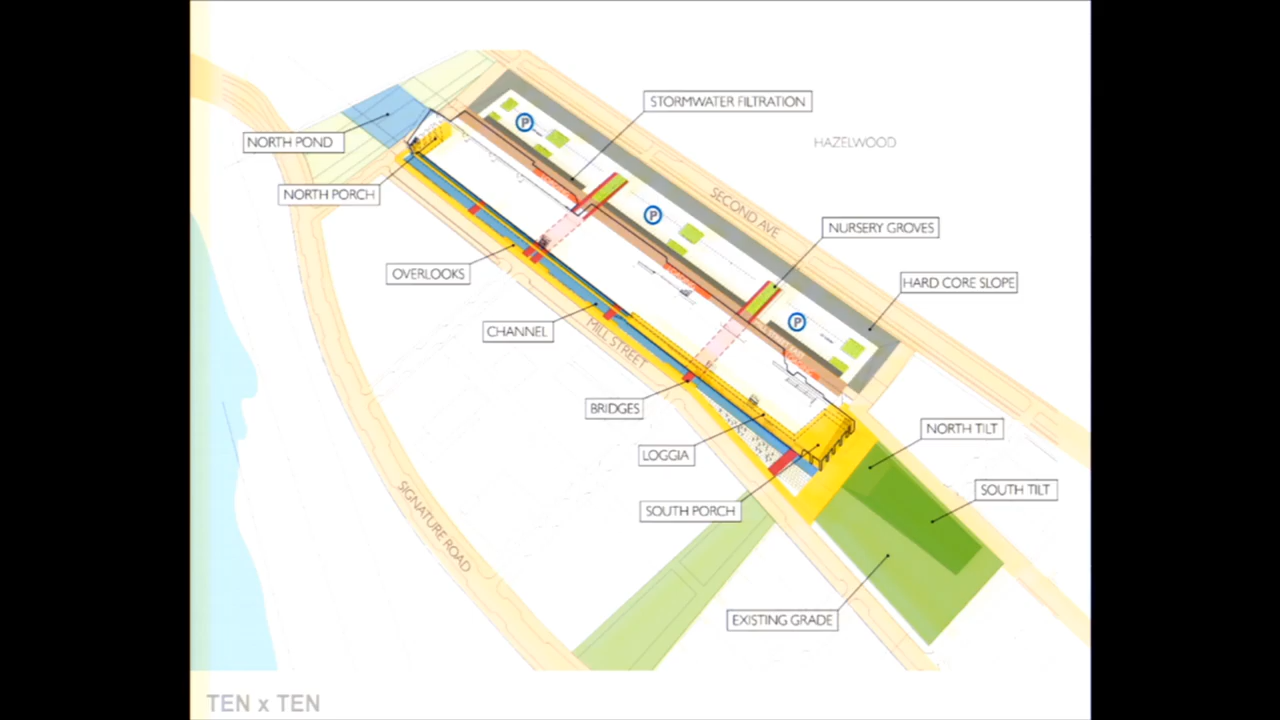 STORMWATER FILTRATION
NORTH POND
HAZELWOOD
NORTH PORCH
SECOND AVE
NURSERY GROVES
OVERLOOKS
HARD CORE SLOPE
CHANNEL
MILL STREET
BRIDGES
NORTH TILT
LOGGIA
SOUTH TILT
SOUTH PORCH
SIGNATURE ROAD
EXISTING GRADE
P
P
P
TEN x TEN